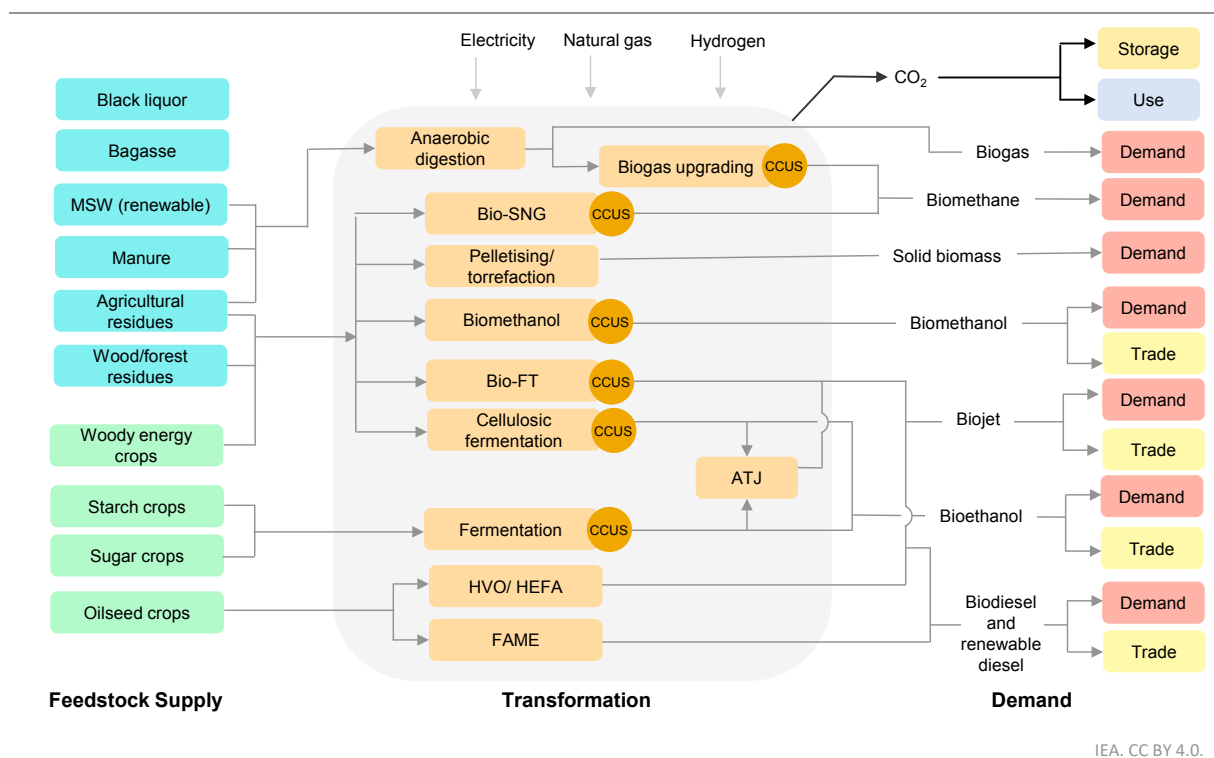 Electricity
Natural gas
Hydrogen
CO₂
Storage
Use
Black liquor
Bagasse
MSW (renewable)
Manure
Agricultural
residues
Wood/forest
residues
Woody energy
crops
Starch crops
Sugar crops
Oilseed crops
Anaerobic
digestion
Biogas upgrading
CCUS
Bio-SNG
CCUS
Pelletising/
torrefaction
Biomethanol
CCUS
Bio-FT
CCUS
Cellulosic
fermentation
CCUS
ATJ
Fermentation
CCUS
HVO/ HEFA
FAME
Biogas
Demand
Biomethane
Demand
Solid biomass
Demand
Biomethanol
Demand
Trade
Biojet
Demand
Trade
Bioethanol
Demand
Trade
Biodiesel
and
renewable
diesel
Demand
Trade
Feedstock Supply
Transformation
Demand
IEA. CC BY 4.0.